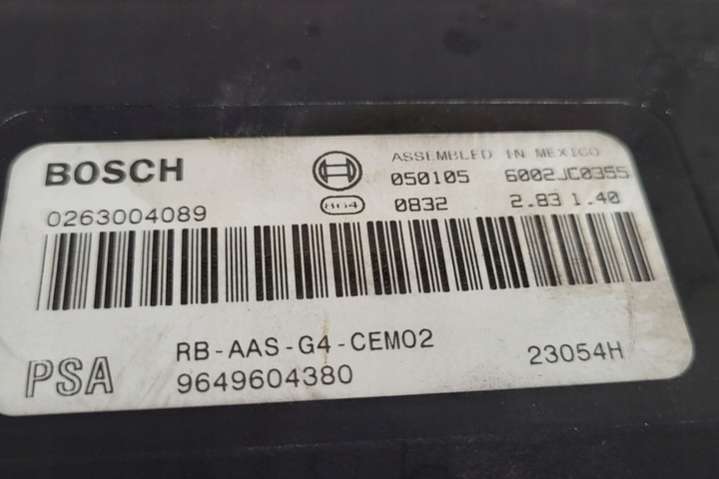 BOSCH
ASSEMBLED IN MEXICO
050105 6002JC0355
0263004089
804 0832 2.83 1.40
RB-AAS-G4-CEM02
PSA 9649604380 23054H